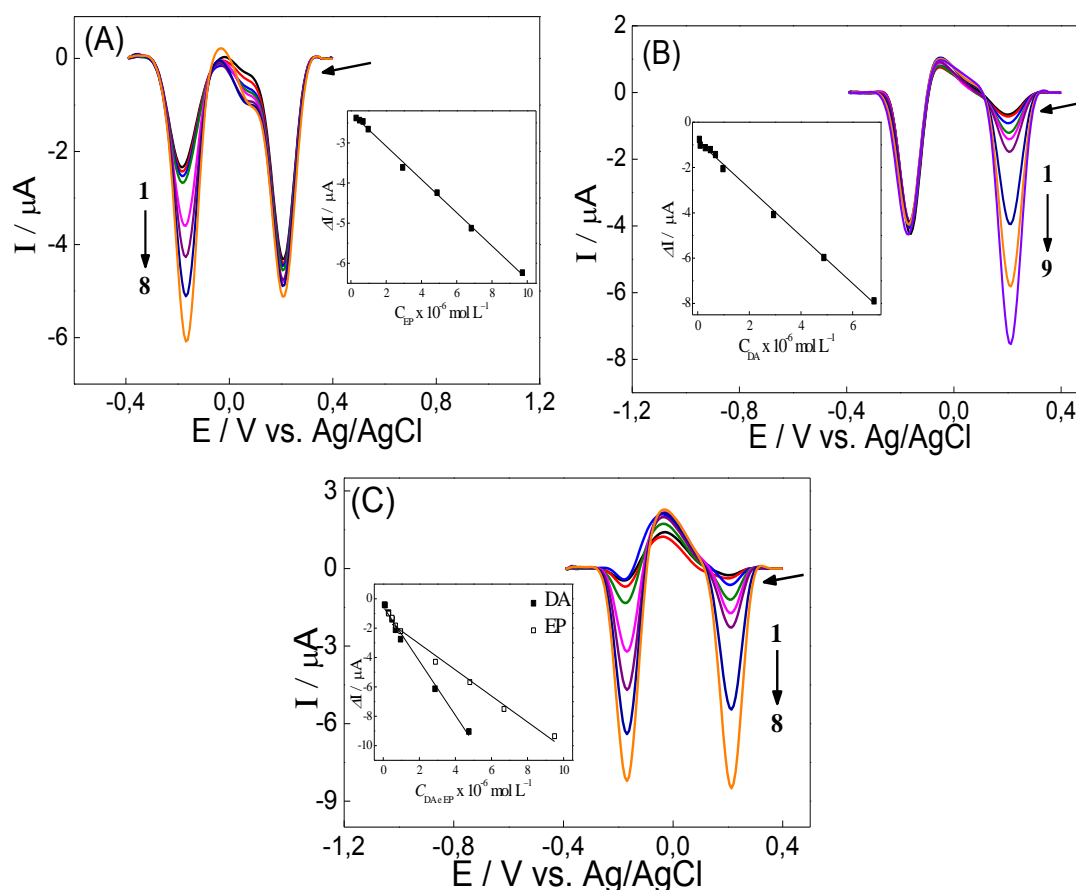 (A)
0
-2
-4
-6
I / μA
-0,4 0,0 0,4 0,8 1,2
E / V vs. Ag/AgCl
1
8
-2
-3
-4
-5
-6
ΔI / μA
0 2 4 6 8 10
C_EP x 10⁻⁶ mol L⁻¹
(B)
2
0
-2
-4
-6
-8
I / μA
-1,2 -0,8 -0,4 0,0 0,4
E / V vs. Ag/AgCl
1
9
0
-2
-4
-6
-8
ΔI / μA
0 2 4 6
C_DA x 10⁻⁶ mol L⁻¹
(C)
3
0
-3
-6
-9
I / μA
-1,2 -0,8 -0,4 0,0 0,4
E / V vs. Ag/AgCl
1
8
DA
EP
0
-2
-4
-6
-8
-10
ΔI / μA
0 2 4 6 8 10
C_DA e EP x 10⁻⁶ mol L⁻¹